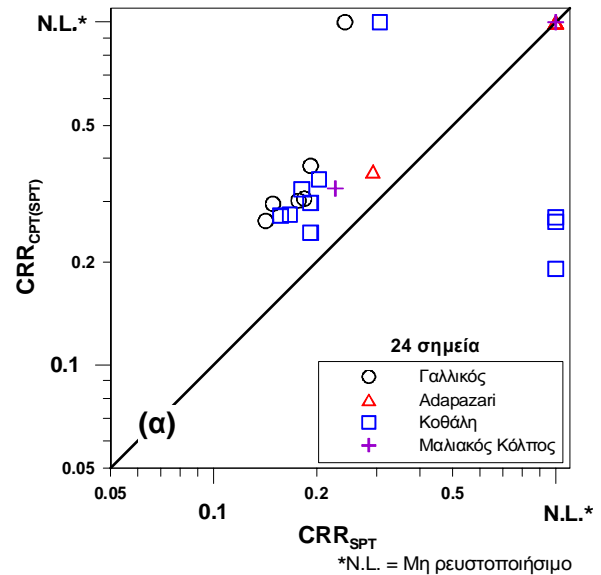 N.L.*
0.5
0.2
0.1
0.05
CRR_CPT(SPT)
(α)
24 σημεία
Γαλλικός
Adapazari
Κοθάλη
Μαλιακός Κόλπος
0.05
0.1
0.2
0.5
N.L.*
CRR_SPT
*N.L. = Μη ρευστοποιήσιμο